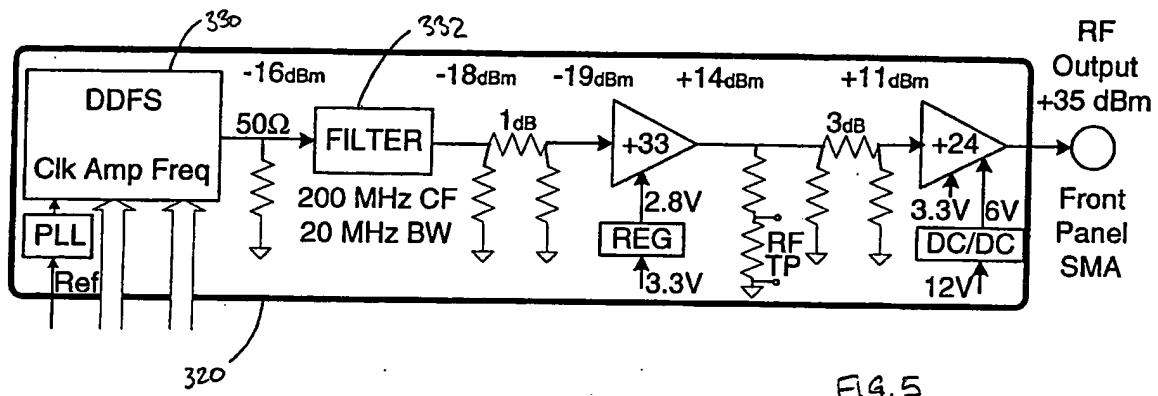 330
332
RF
Output
+35 dBm
-16dBm
-18dBm
-19dBm
+14dBm
+11dBm
DDFS
Clk Amp Freq
50Ω
FILTER
1dB
+33
3dB
+24
200 MHz CF
20 MHz BW
2.8V
3.3V
6V
Front
Panel
SMA
PLL
REG
RF
TP
DC/DC
Ref
3.3V
12V
320
FIG. 5